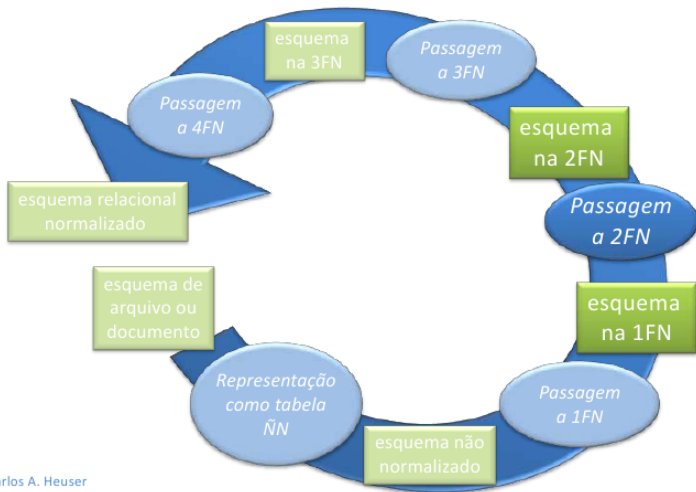 esquema
na 3FN
Passagem
a 3FN
Passagem
a 4FN
esquema
na 2FN
esquema relacional
normalizado
Passagem
a 2FN
esquema de
arquivo ou
documento
esquema
na 1FN
Representação
como tabela
ÑN
Passagem
a 1FN
esquema não
normalizado
arlos A. Heuser